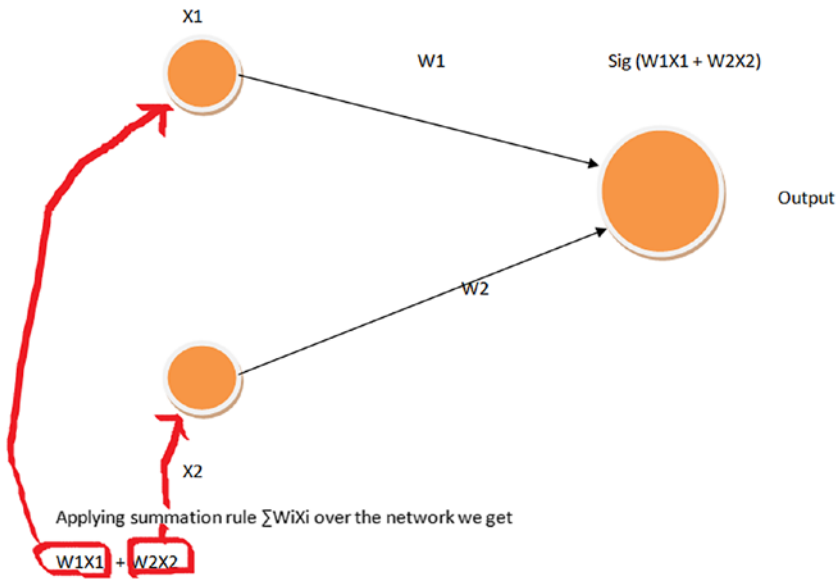 X1
W1
Sig (W1X1 + W2X2)
Output
W2
X2
Applying summation rule ∑WiXi over the network we get
W1X1 + W2X2